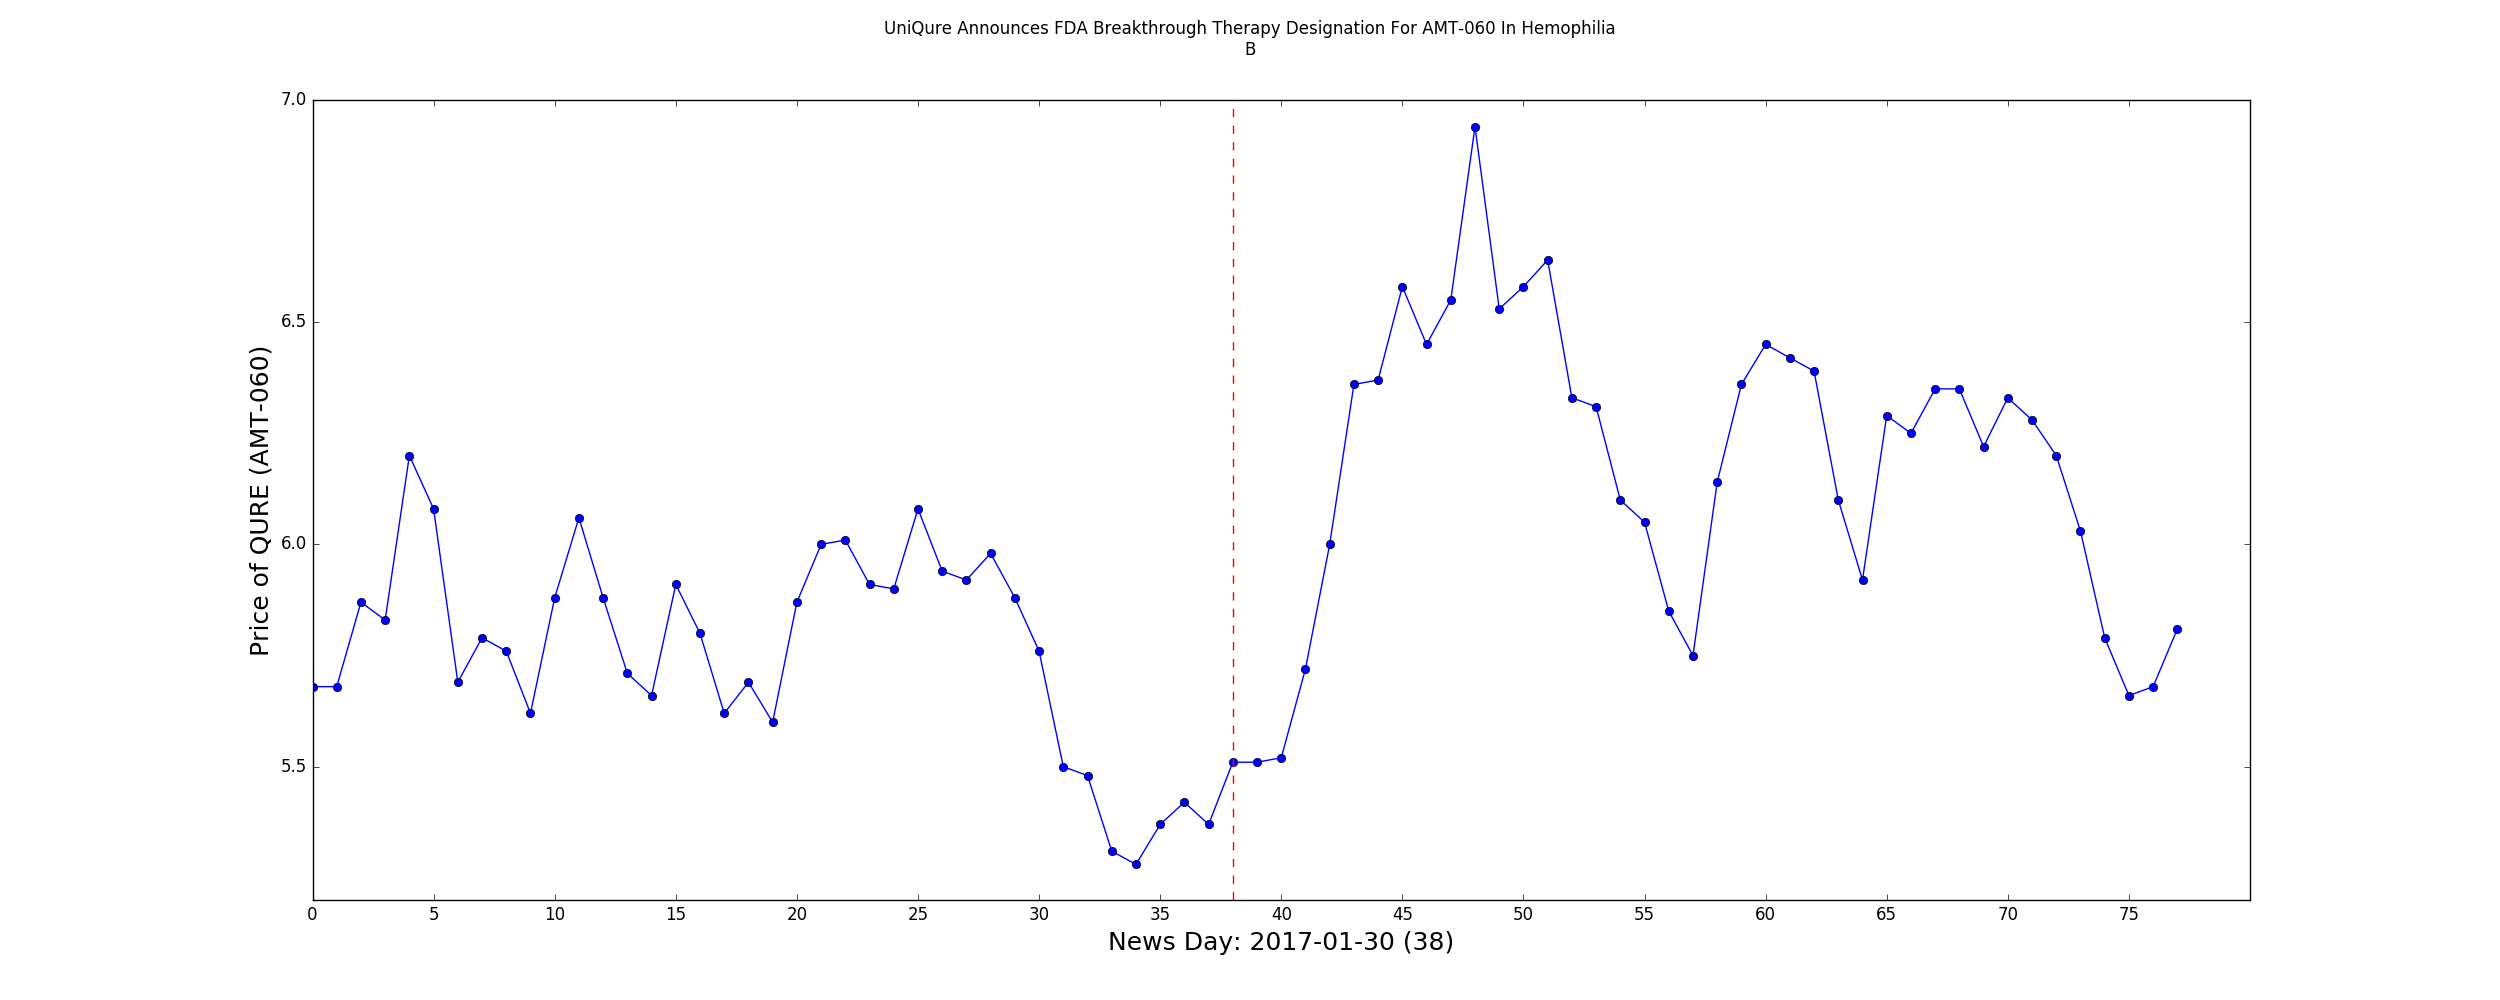 UniQure Announces FDA Breakthrough Therapy Designation For AMT-060 In Hemophilia
B
7.0
6.5
6.0
5.5
Price of QURE (AMT-060)
0 5 10 15 20 25 30 35 40 45 50 55 60 65 70 75
News Day: 2017-01-30 (38)